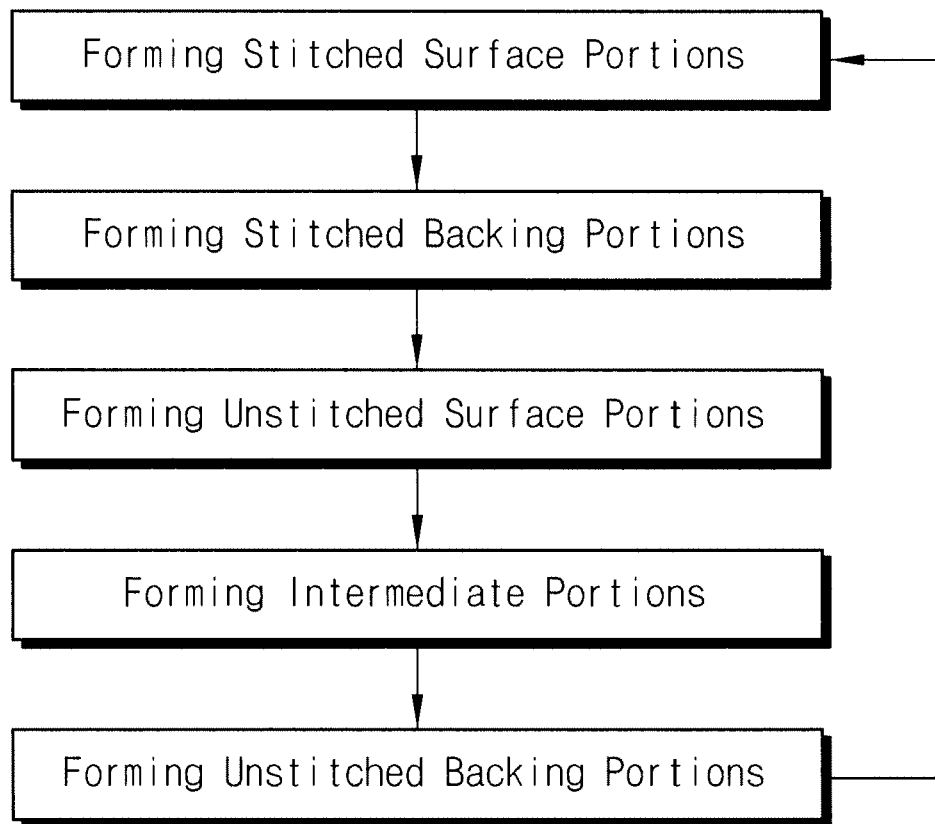 Forming Stitched Surface Portions
Forming Stitched Backing Portions
Forming Unstitched Surface Portions
Forming Intermediate Portions
Forming Unstitched Backing Portions